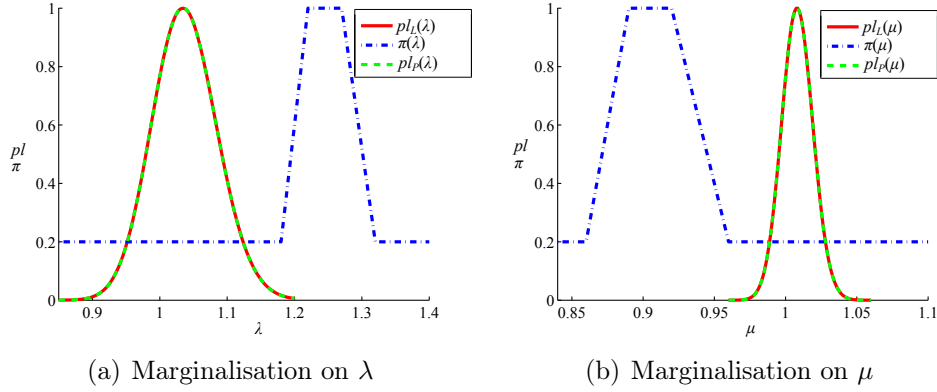 1
0.8
0.6
0.4
0.2
0
pl
π
0.9
1
1.1
1.2
1.3
1.4
λ
pl_L(λ)
π(λ)
pl_P(λ)
(a) Marginalisation on λ
1
0.8
0.6
0.4
0.2
0
pl
π
0.85
0.9
0.95
1
1.05
1.1
μ
pl_L(μ)
π(μ)
pl_P(μ)
(b) Marginalisation on μ